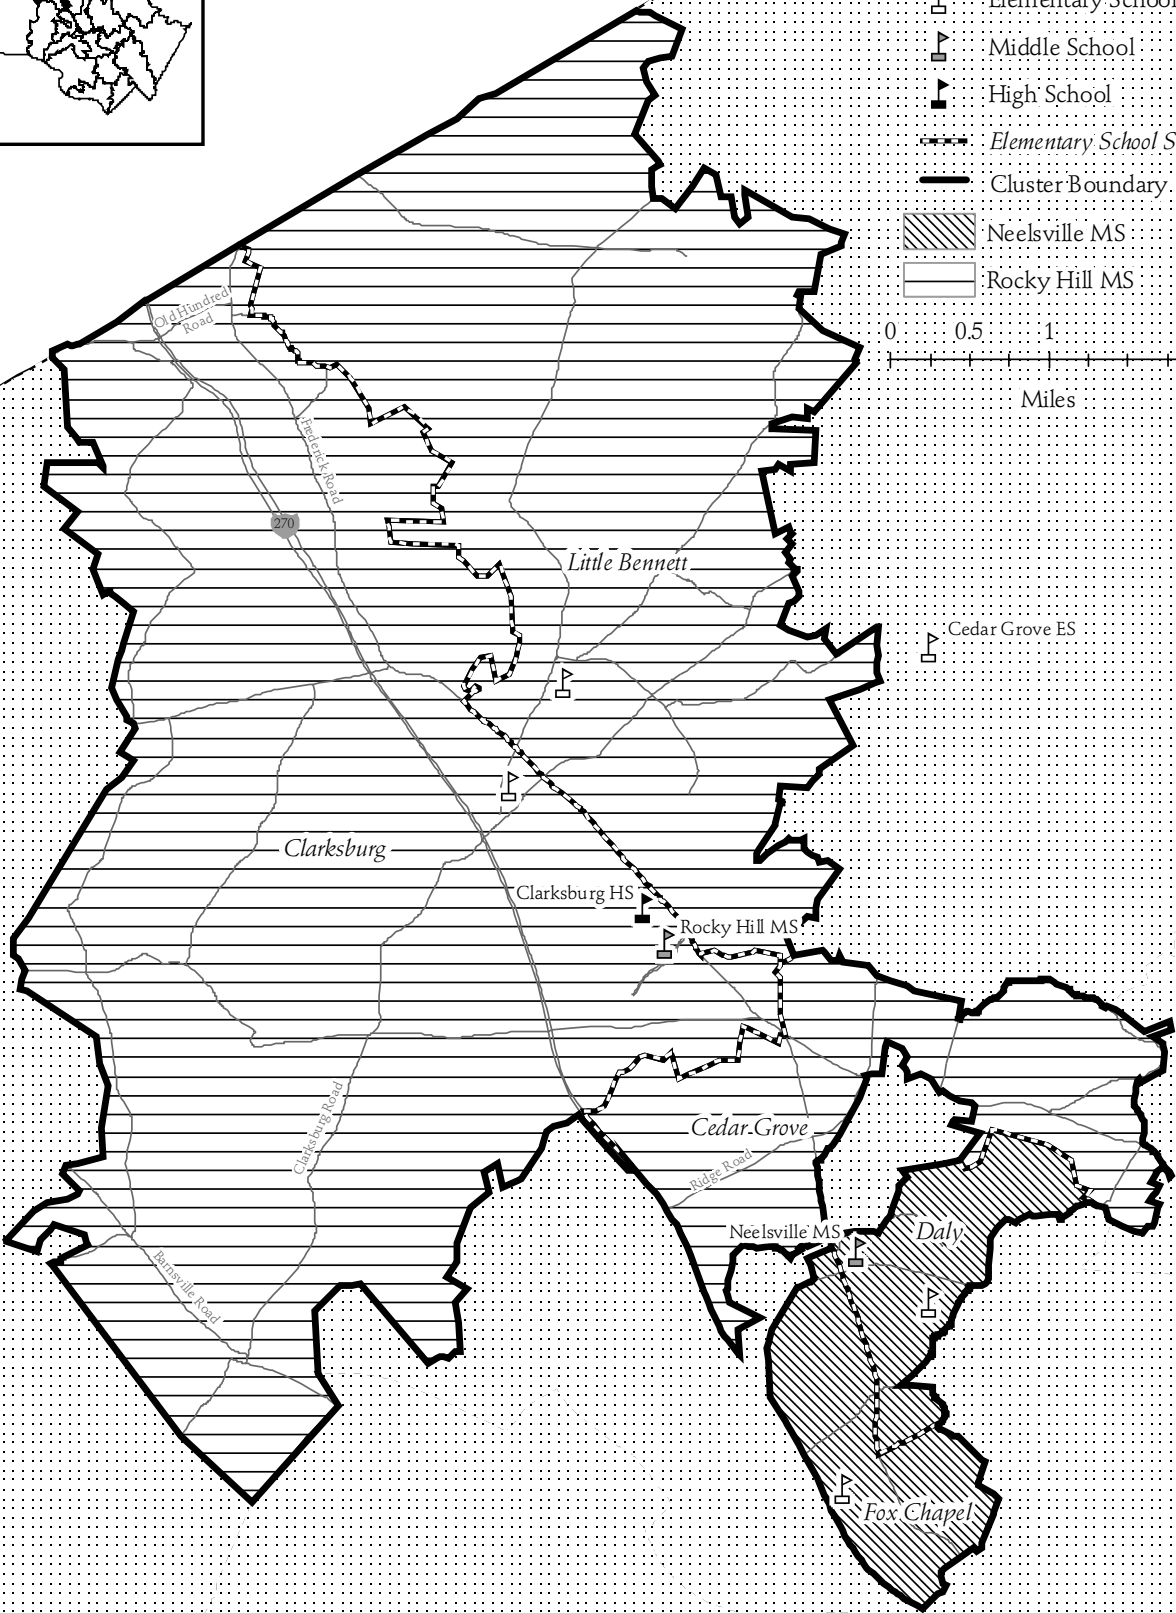 Elementary School
Middle School
High School
Elementary School
Cluster Boundary
Neelsville MS
Rocky Hill MS
0 0.5 1
Miles
Old Hundred
Road
Frederick Road
270
Little Bennett
Cedar Grove ES
Clarksburg
Clarksburg HS
Rocky Hill MS
Clarksburg Road
Cedar Grove
Ridge Road
Neelsville MS
Daly
Barnsville Road
Fox Chapel